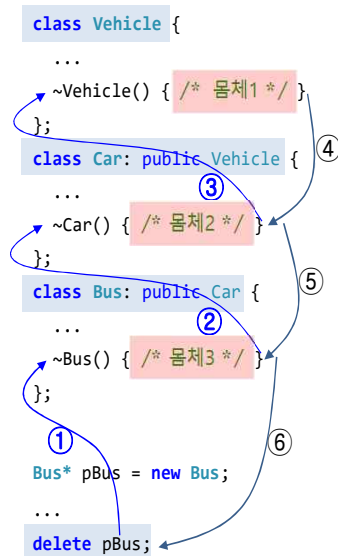 class Vehicle {
...
~Vehicle() { /* 몸체1 */ }
};
④
class Car: public Vehicle {
③
...
~Car() { /* 몸체2 */ }
};
⑤
class Bus: public Car {
②
...
~Bus() { /* 몸체3 */ }
};
①
⑥
Bus* pBus = new Bus;
...
delete pBus;